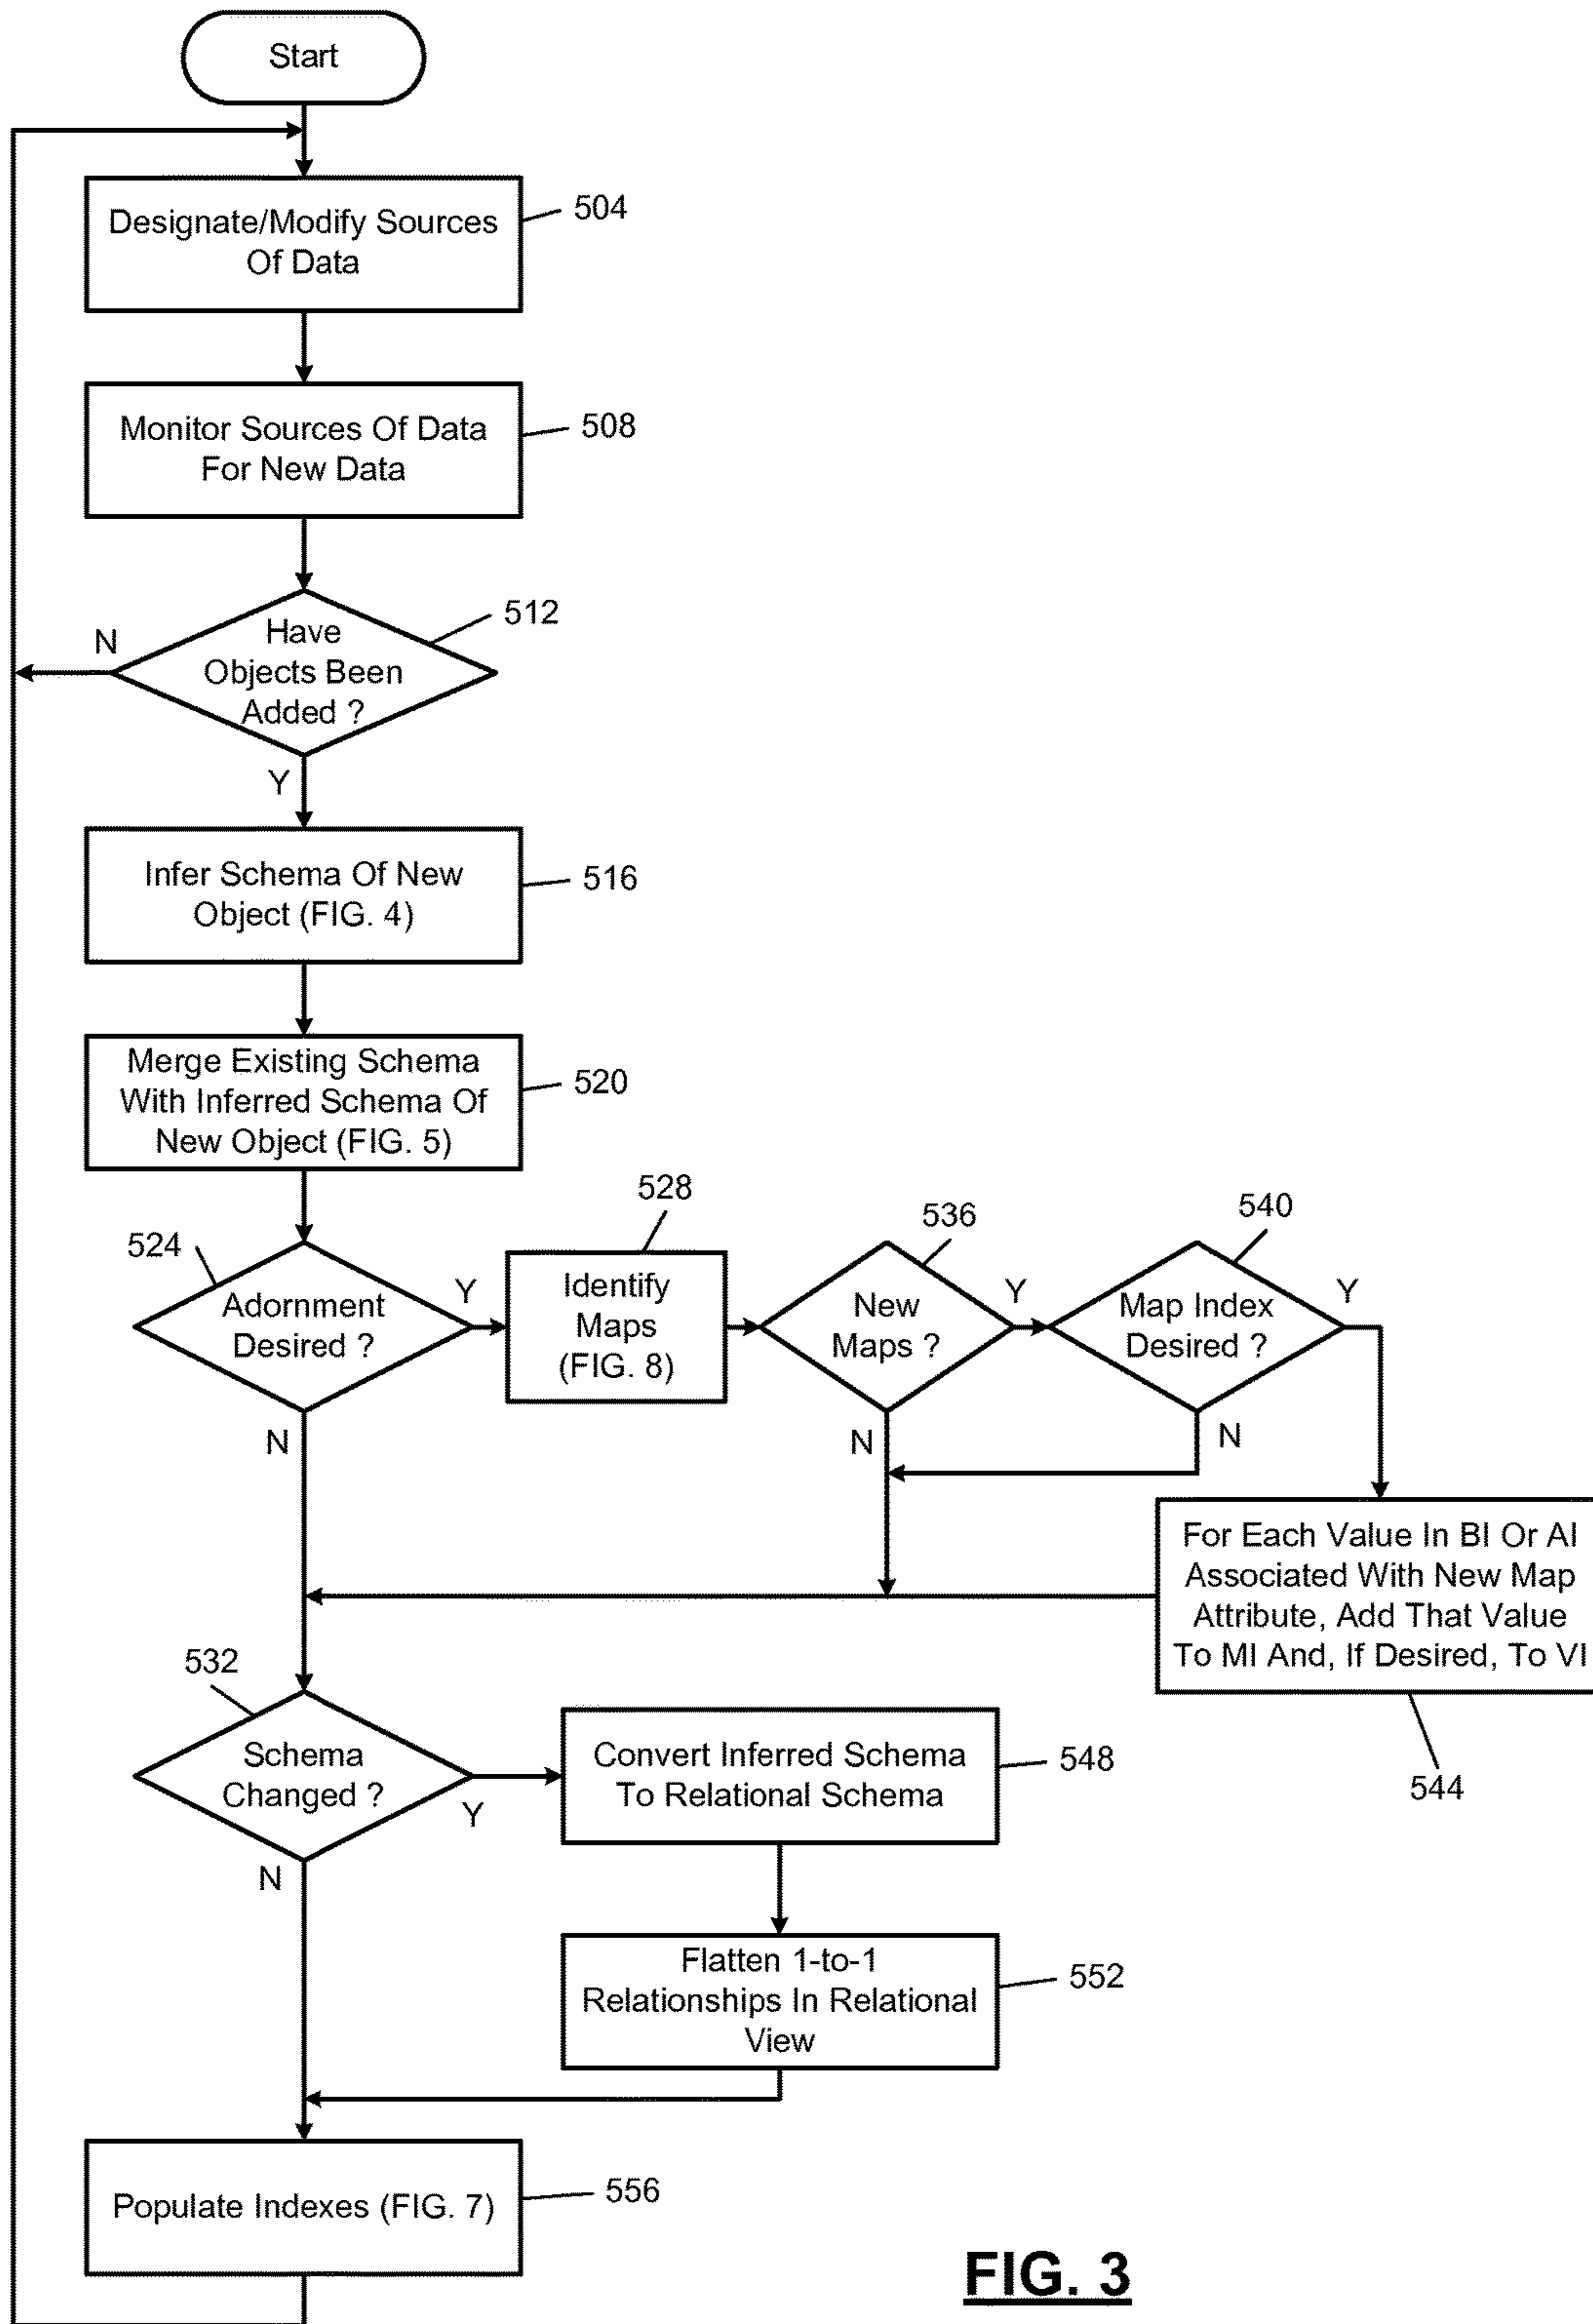 Start
Designate/Modify Sources
Of Data
504
Monitor Sources Of Data
For New Data
508
Have
Objects Been
Added ?
512
N
Y
Infer Schema Of New
Object (FIG. 4)
516
Merge Existing Schema
With Inferred Schema Of
New Object (FIG. 5)
520
524
Adornment
Desired ?
Y
N
528
Identify
Maps
(FIG. 8)
536
New
Maps ?
Y
N
540
Map Index
Desired ?
Y
N
For Each Value In BI Or AI
Associated With New Map
Attribute, Add That Value
To MI And, If Desired, To VI
544
532
Schema
Changed ?
Y
N
Convert Inferred Schema
To Relational Schema
548
Flatten 1-to-1
Relationships In Relational
View
552
Populate Indexes (FIG. 7)
556
FIG. 3